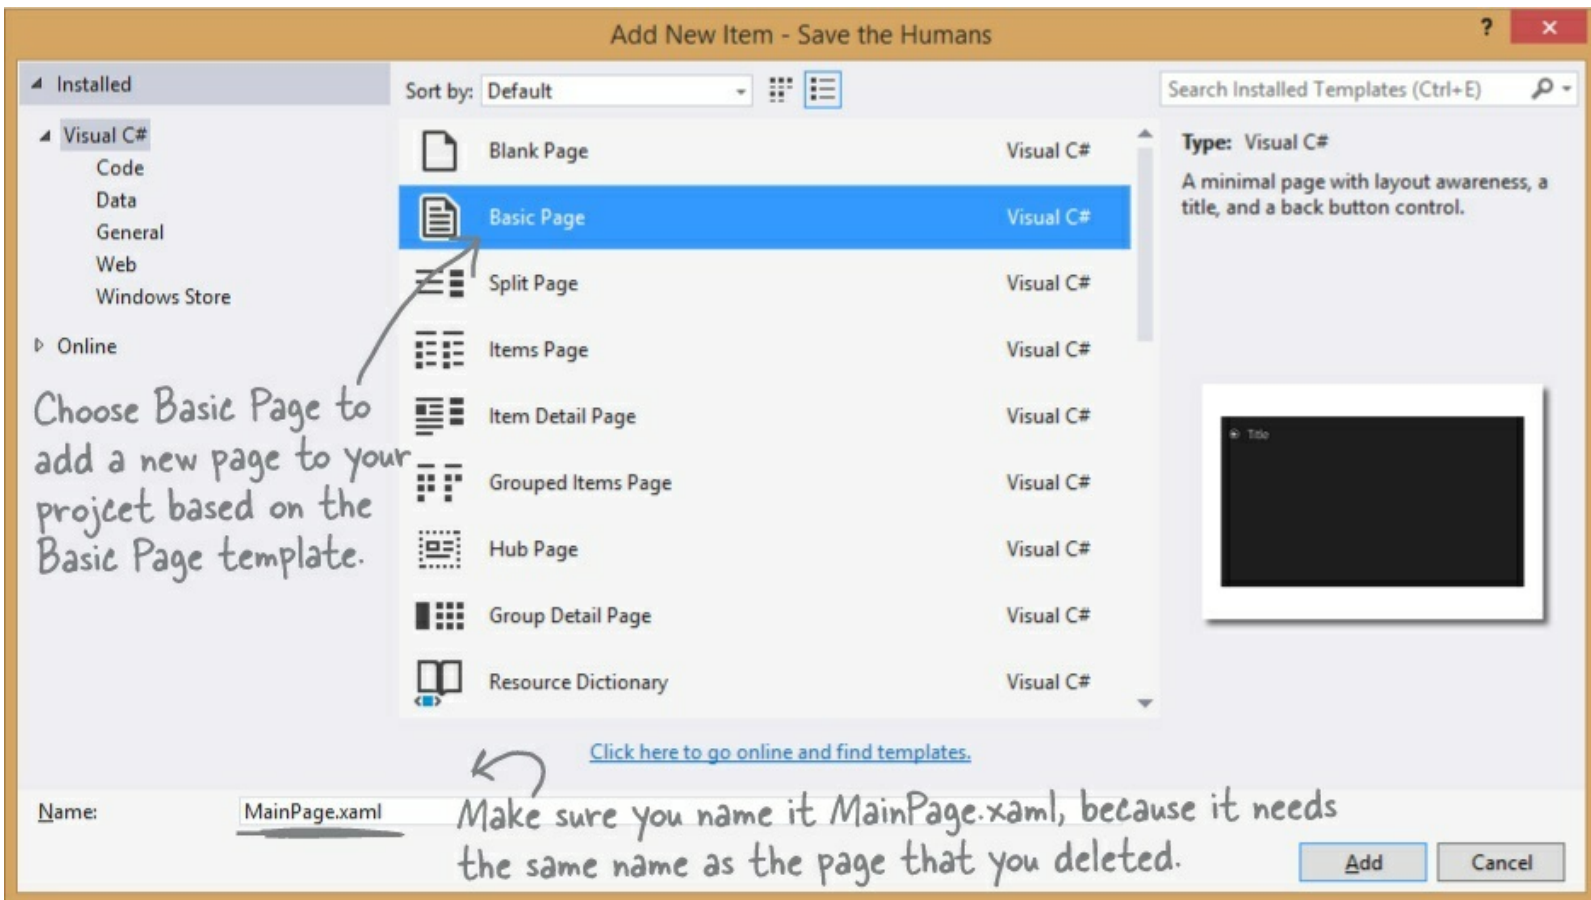 Add New Item - Save the Humans
?
Installed
Sort by: Default
Search Installed Templates (Ctrl+E)
Visual C#
Code
Data
General
Web
Windows Store
Online
Blank Page Visual C#
Basic Page Visual C#
Split Page Visual C#
Items Page Visual C#
Item Detail Page Visual C#
Grouped Items Page Visual C#
Hub Page Visual C#
Group Detail Page Visual C#
Resource Dictionary Visual C#
Type: Visual C#
A minimal page with layout awareness, a
title, and a back button control.
Title
Choose Basic Page to
add a new page to your
projcet based on the
Basic Page template.
Click here to go online and find templates.
Name: MainPage.xaml
Make sure you name it MainPage.xaml, because it needs
the same name as the page that you deleted.
Add Cancel